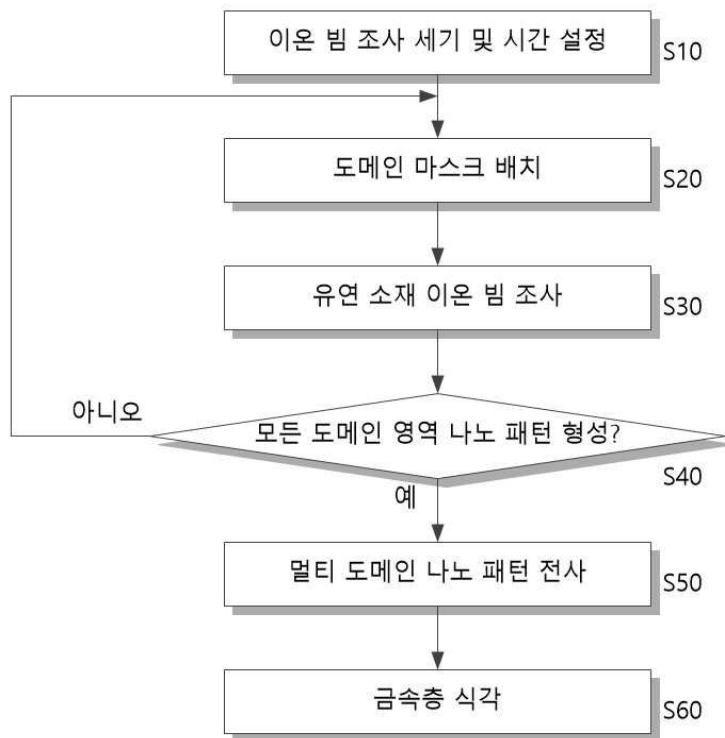 이온 빔 조사 세기 및 시간 설정
S10
도메인 마스크 배치
S20
유연 소재 이온 빔 조사
S30
아니오
모든 도메인 영역 나노 패턴 형성?
S40
예
멀티 도메인 나노 패턴 전사
S50
금속층 식각
S60